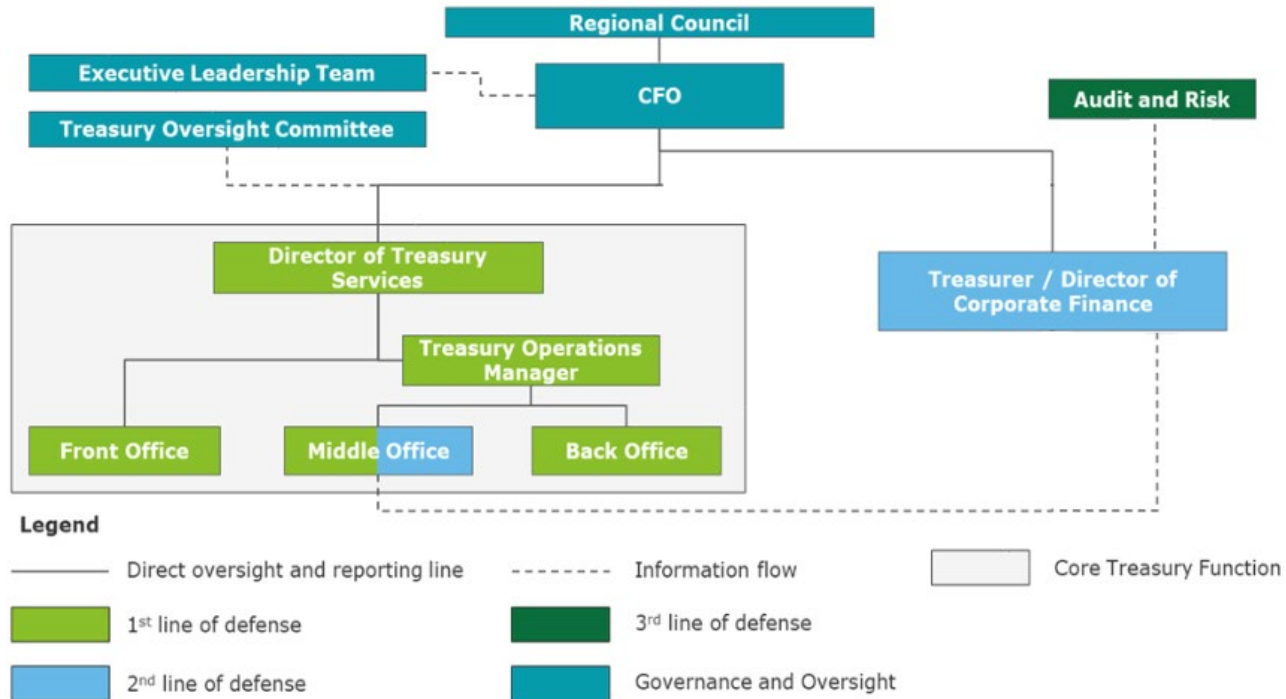 Regional Council
Executive Leadership Team
CFO
Treasury Oversight Committee
Audit and Risk
Director of Treasury
Services
Treasurer / Director of
Corporate Finance
Treasury Operations
Manager
Front Office
Middle Office
Back Office
Legend
Direct oversight and reporting line
Information flow
Core Treasury Function
1st line of defense
3rd line of defense
2nd line of defense
Governance and Oversight